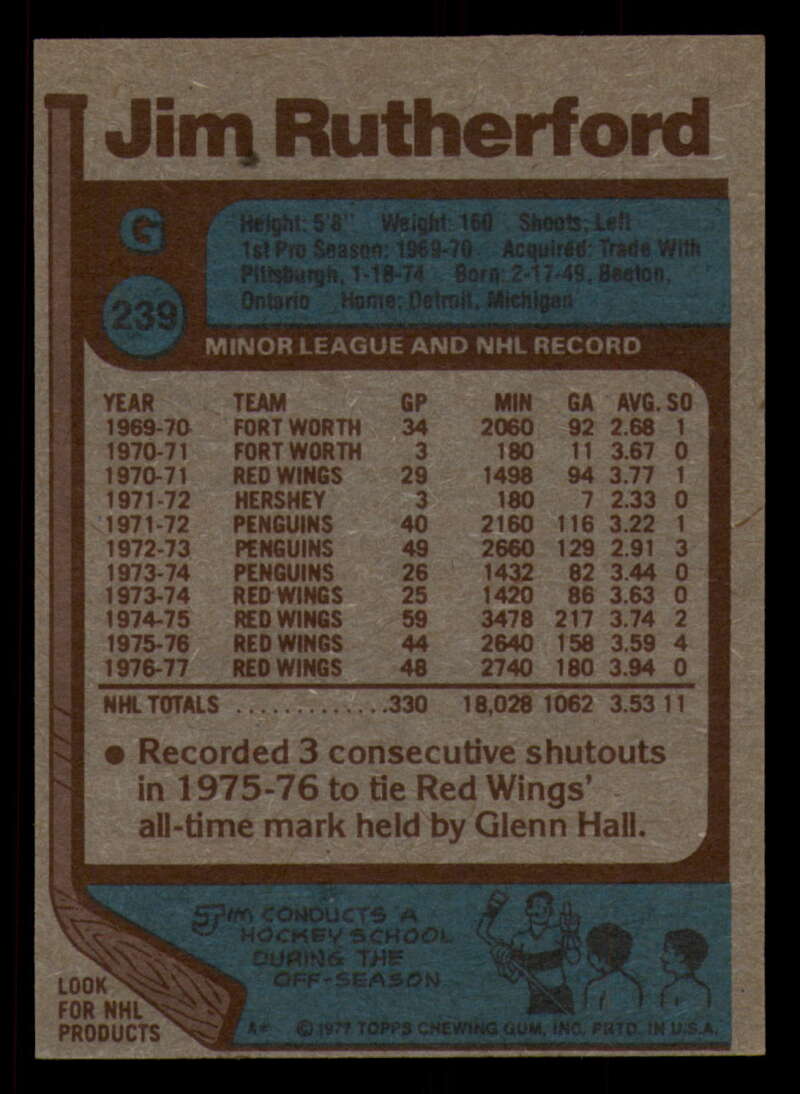 Jim Rutherford
G
239
Height: 5'8" Weight: 160 Shoots: Left
1st Pro Season: 1969-70 Acquired: Trade With
Pittsburgh, 1-18-74 Born: 2-17-49, Beeton,
Ontario Home: Detroit, Michigan
MINOR LEAGUE AND NHL RECORD
YEAR TEAM GP MIN GA AVG. SO
1969-70 FORT WORTH 34 2060 92 2.68 1
1970-71 FORT WORTH 3 180 11 3.67 0
1970-71 RED WINGS 29 1498 94 3.77 1
1971-72 HERSHEY 3 180 7 2.33 0
1971-72 PENGUINS 40 2160 116 3.22 1
1972-73 PENGUINS 49 2660 129 2.91 3
1973-74 PENGUINS 26 1432 82 3.44 0
1973-74 RED WINGS 25 1420 86 3.63 0
1974-75 RED WINGS 59 3478 217 3.74 2
1975-76 RED WINGS 44 2640 158 3.59 4
1976-77 RED WINGS 48 2740 180 3.94 0
NHL TOTALS .............330 18,028 1062 3.53 11
● Recorded 3 consecutive shutouts
in 1975-76 to tie Red Wings'
all-time mark held by Glenn Hall.
JIM CONDUCTS A
HOCKEY SCHOOL
DURING THE
OFF-SEASON
LOOK
FOR NHL
PRODUCTS
A* © 1977 TOPPS CHEWING GUM, INC. PRTD. IN U.S.A.